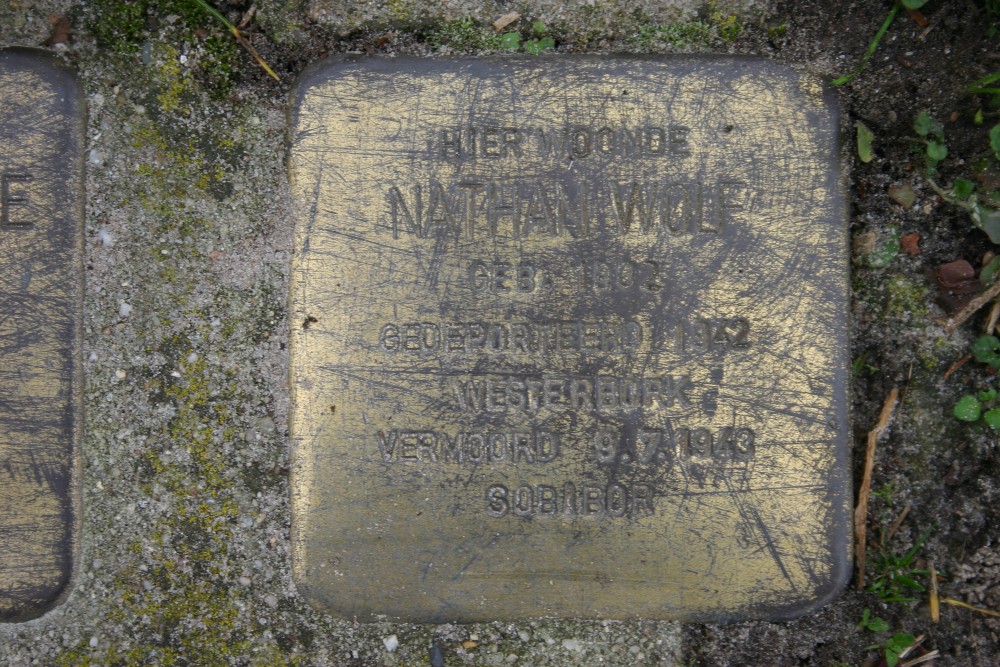 HIER WOONDE
NATHAN WOLF
GEB. 1902
GEDEPORTEERD 1942
WESTERBORK
VERMOORD 9.7.1943
SOBIBOR
E